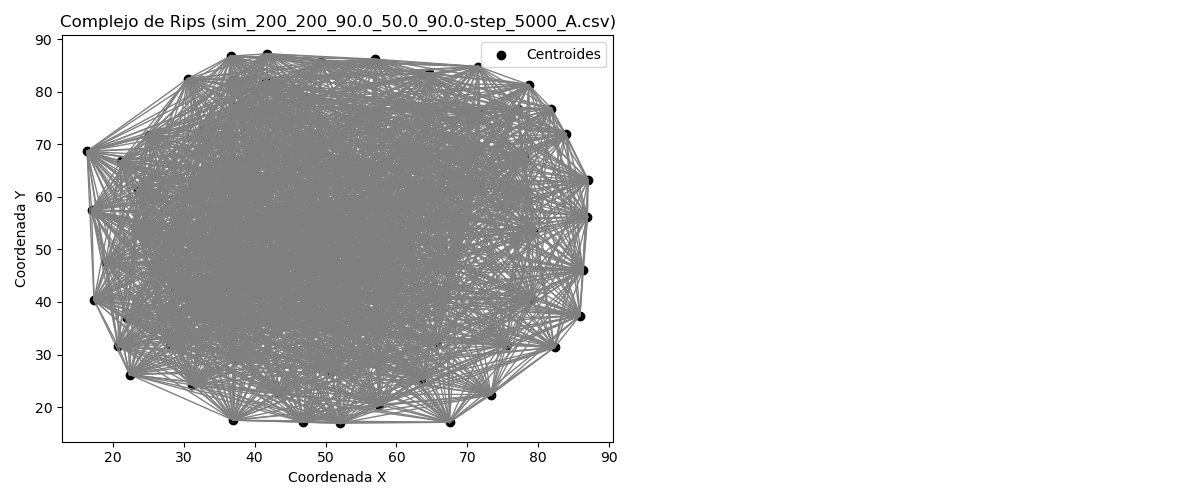 Complejo de Rips (sim_200_200_90.0_50.0_90.0-step_5000_A.csv)
Centroides
Coordenada Y
90
80
70
60
50
40
30
20
20 30 40 50 60 70 80 90
Coordenada X